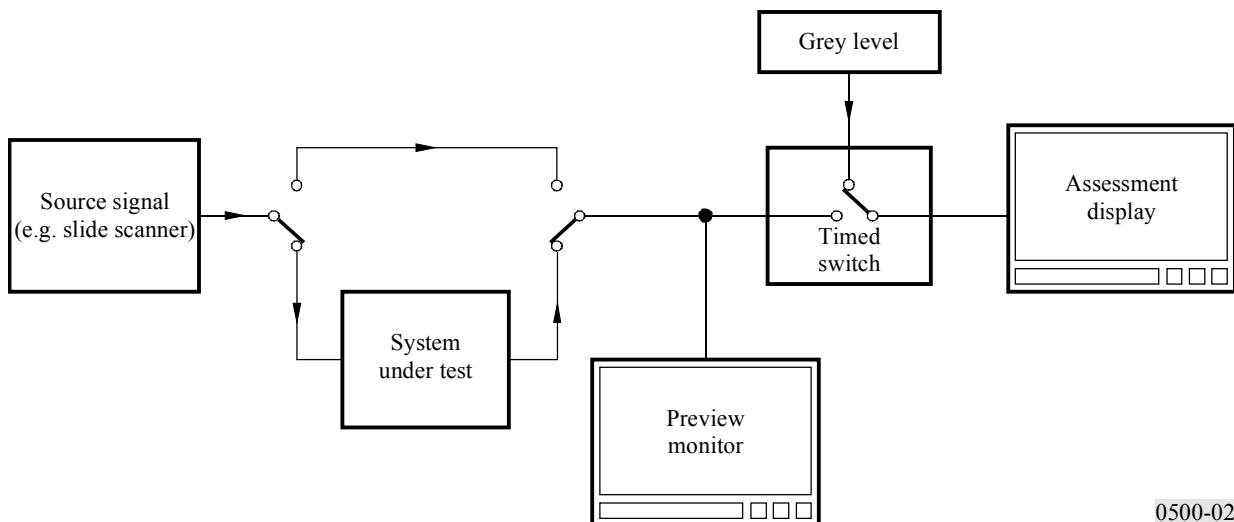 Grey level
Source signal
(e.g. slide scanner)
Assessment
display
Timed
switch
System
under test
Preview
monitor
0500-02